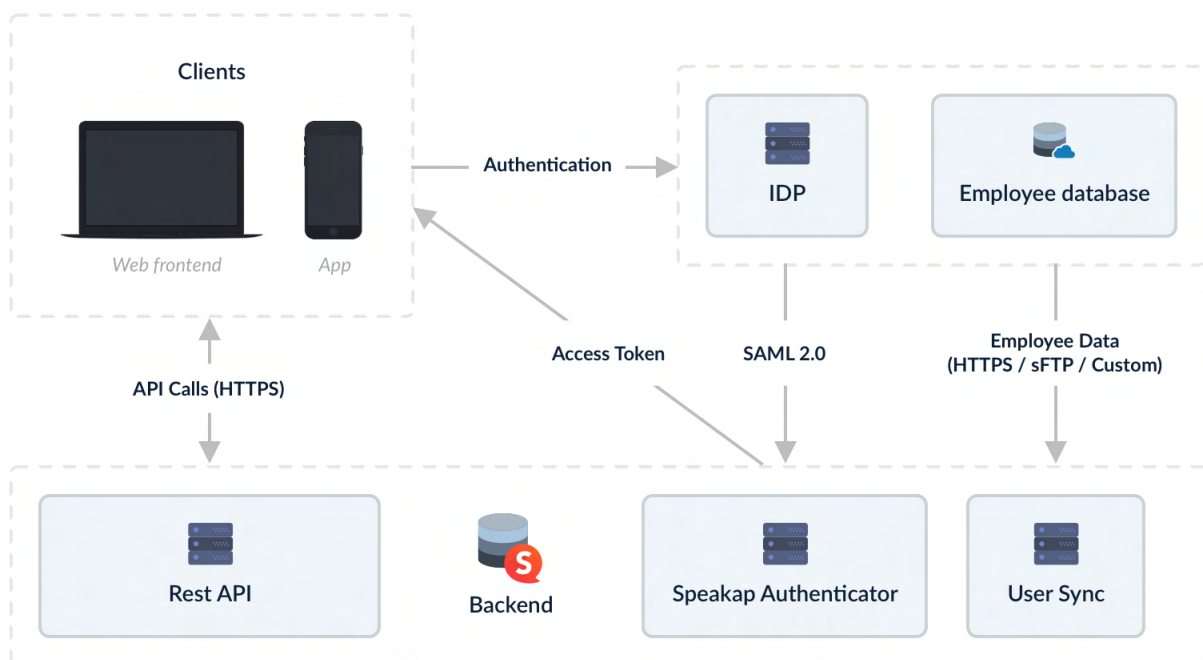 Clients
Web frontend
App
Authentication
IDP
Employee database
Access Token
SAML 2.0
Employee Data
(HTTPS / sFTP / Custom)
API Calls (HTTPS)
Rest API
S
Backend
Speakap Authenticator
User Sync